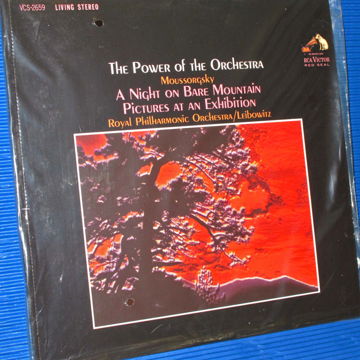 VCS-2659 LIVING STEREO
RCA VICTOR
RED SEAL
The Power of the Orchestra
Moussorgsky
A Night on Bare Mountain
Pictures at an Exhibition
Royal Philharmonic Orchestra/Leibowitz